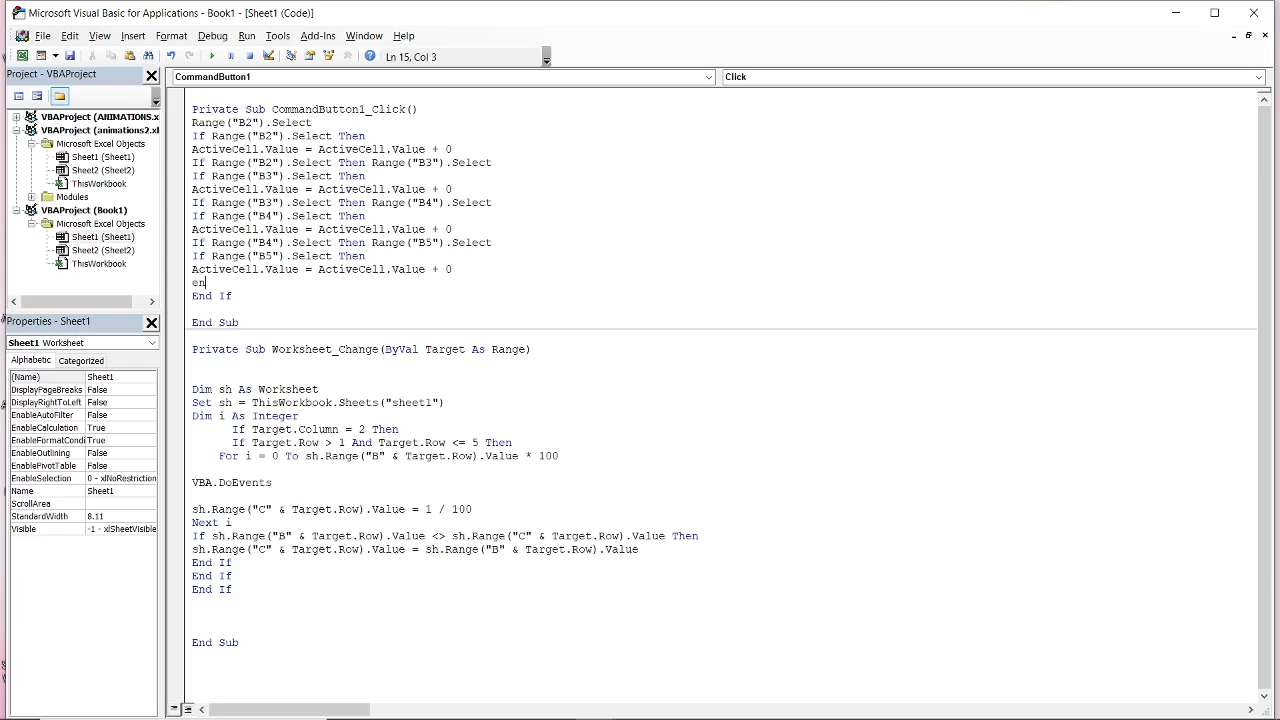 Microsoft Visual Basic for Applications - Book1 - [Sheet1 (Code)]
File Edit View Insert Format Debug Run Tools Add-Ins Window Help
Ln 15, Col 3
Project - VBAProject
CommandButton1
Click
VBAProject (ANIMATIONS.x
VBAProject (animations2.xl
Microsoft Excel Objects
Sheet1 (Sheet1)
Sheet2 (Sheet2)
ThisWorkbook
Modules
VBAProject (Book1)
Microsoft Excel Objects
Sheet1 (Sheet1)
Sheet2 (Sheet2)
ThisWorkbook
Properties - Sheet1
Sheet1 Worksheet
Alphabetic Categorized
(Name) Sheet1
DisplayPageBreaks False
DisplayRightToLeft False
EnableAutoFilter False
EnableCalculation True
EnableFormatCondi True
EnableOutlining False
EnablePivotTable False
EnableSelection 0 - xlNoRestriction
Name Sheet1
ScrollArea
StandardWidth 8.11
Visible -1 - xlSheetVisible
Private Sub CommandButton1_Click()
Range("B2").Select
If Range("B2").Select Then
ActiveCell.Value = ActiveCell.Value + 0
If Range("B2").Select Then Range("B3").Select
If Range("B3").Select Then
ActiveCell.Value = ActiveCell.Value + 0
If Range("B3").Select Then Range("B4").Select
If Range("B4").Select Then
ActiveCell.Value = ActiveCell.Value + 0
If Range("B4").Select Then Range("B5").Select
If Range("B5").Select Then
ActiveCell.Value = ActiveCell.Value + 0
en
End If
End Sub
Private Sub Worksheet_Change(ByVal Target As Range)
Dim sh As Worksheet
Set sh = ThisWorkbook.Sheets("sheet1")
Dim i As Integer
If Target.Column = 2 Then
If Target.Row > 1 And Target.Row <= 5 Then
For i = 0 To sh.Range("B" & Target.Row).Value * 100
VBA.DoEvents
sh.Range("C" & Target.Row).Value = 1 / 100
Next i
If sh.Range("B" & Target.Row).Value <> sh.Range("C" & Target.Row).Value Then
sh.Range("C" & Target.Row).Value = sh.Range("B" & Target.Row).Value
End If
End If
End If
End Sub